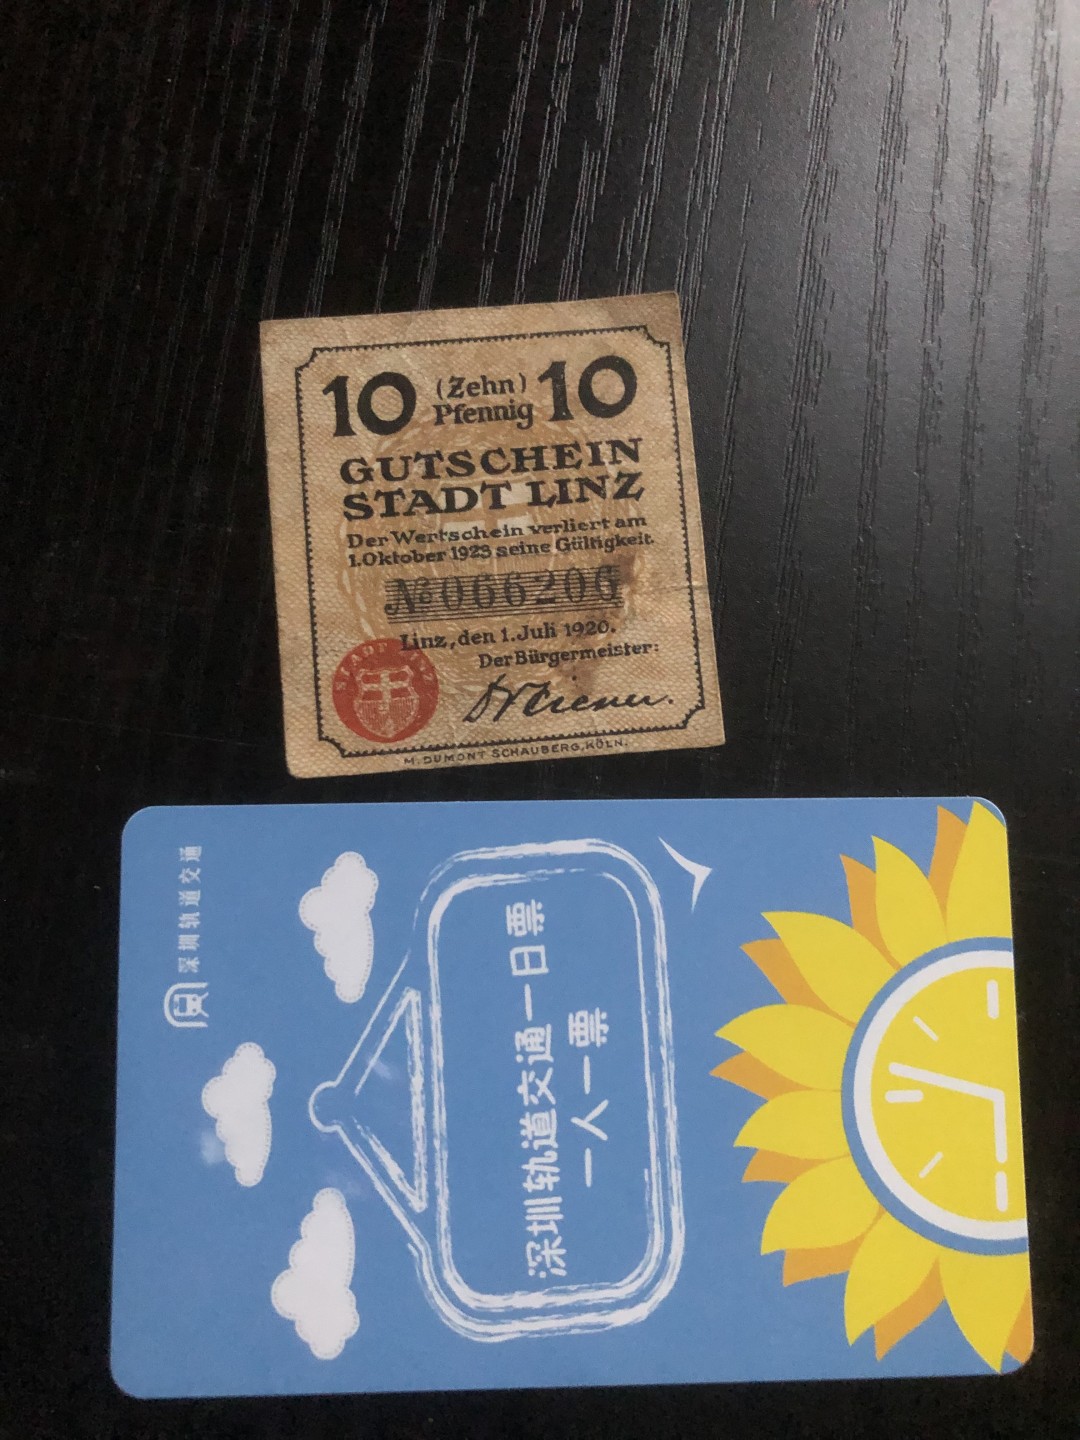 10 (Zehn) Pfennig 10
GUTSCHEIN
STADT LINZ
Der Wertschein verliert am
1.Oktober 1923 seine Gültigkeit.
№ 066206
Linz, den 1. Juli 1920.
Der Bürgermeister:
STADT LINZ
M. DUMONT SCHAUBERG, KÖLN.
深圳轨道交通
深圳轨道交通一日票
一人一票